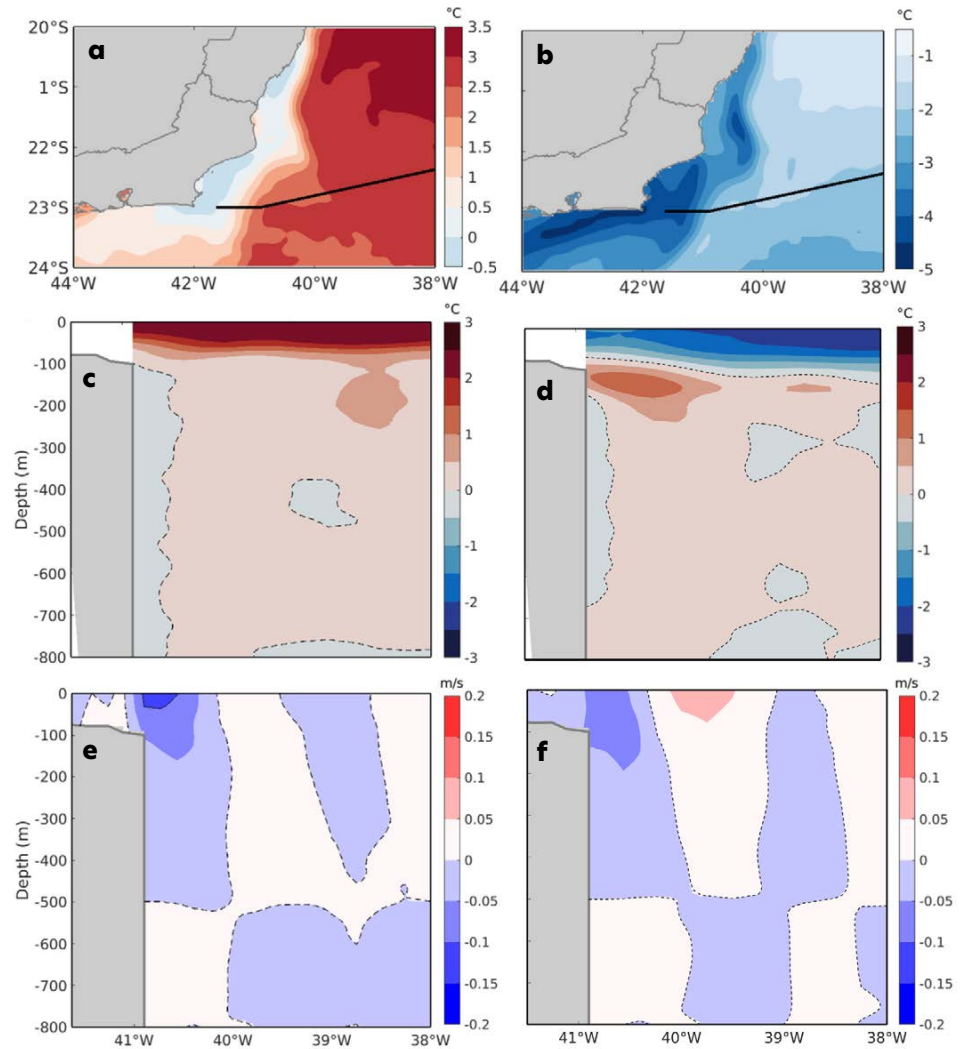 a
°C
20°S
1°S
22°S
23°S
24°S
44°W 42°W 40°W 38°W
3.5
3
2.5
2
1.5
1
0.5
0
-0.5
b
°C
44°W 42°W 40°W 38°W
-1
-2
-3
-4
-5
c
°C
Depth (m)
0
-100
-200
-300
-400
-500
-600
-700
-800
3
2
1
0
-1
-2
-3
d
°C
3
2
1
0
-1
-2
-3
e
m/s
Depth (m)
0
-100
-200
-300
-400
-500
-600
-700
-800
41°W 40°W 39°W 38°W
0.2
0.15
0.1
0.05
0
-0.05
-0.1
-0.15
-0.2
f
m/s
41°W 40°W 39°W 38°W
0.2
0.15
0.1
0.05
0
-0.05
-0.1
-0.15
-0.2